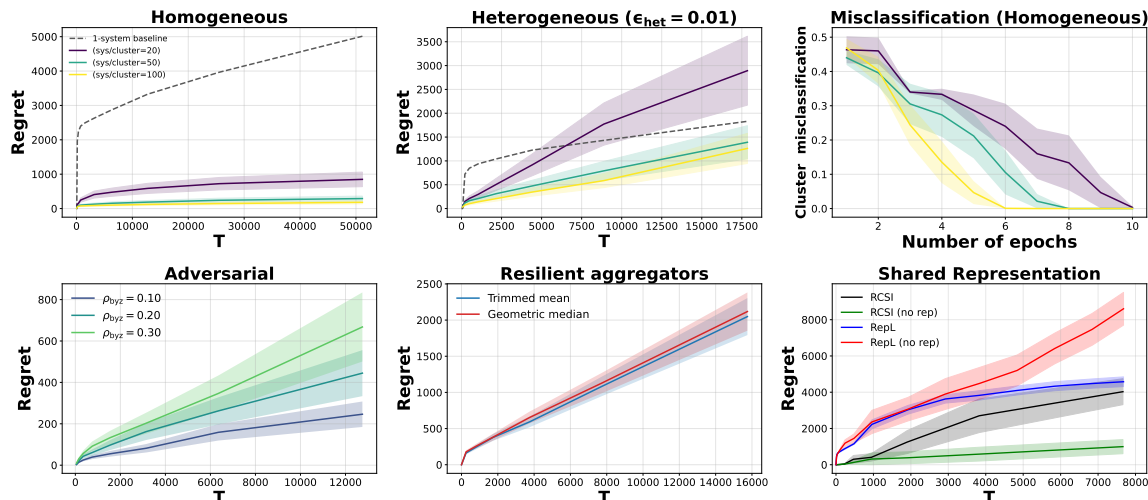 Homogeneous
Regret
5000
4000
3000
2000
1000
0
1-system baseline
(sys/cluster=20)
(sys/cluster=50)
(sys/cluster=100)
0 10000 20000 30000 40000 50000
T
Heterogeneous (ϵhet = 0.01)
Regret
3500
3000
2500
2000
1500
1000
500
0
0 2500 5000 7500 10000 12500 15000 17500
T
Misclassification (Homogeneous)
Cluster misclassification
0.5
0.4
0.3
0.2
0.1
0.0
2 4 6 8 10
Number of epochs
Adversarial
Regret
800
600
400
200
0
ρbyz = 0.10
ρbyz = 0.20
ρbyz = 0.30
0 2000 4000 6000 8000 10000 12000
T
Resilient aggregators
Regret
2500
2000
1500
1000
500
0
Trimmed mean
Geometric median
0 2000 4000 6000 8000 10000 12000 14000 16000
T
Shared Representation
Regret
8000
6000
4000
2000
0
RCSI
RCSI (no rep)
RepL
RepL (no rep)
0 1000 2000 3000 4000 5000 6000 7000 8000
T